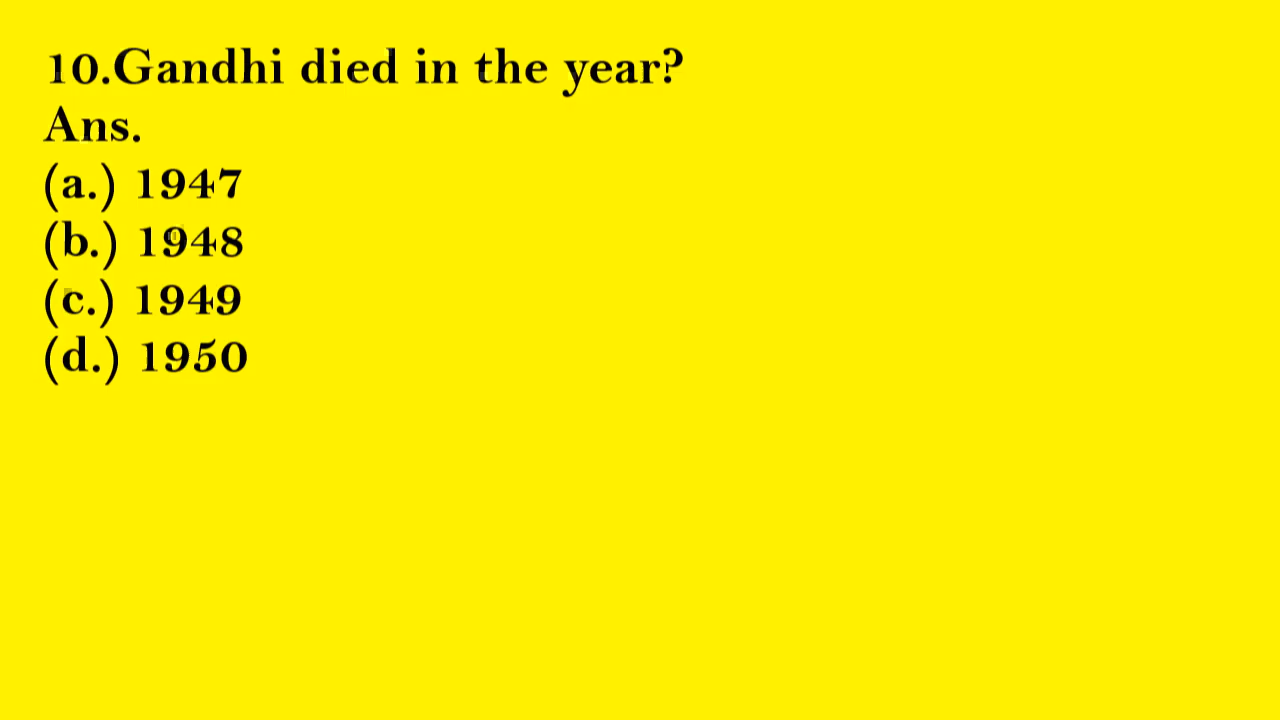 10.Gandhi died in the year?
Ans.
(a.) 1947
(b.) 1948
(c.) 1949
(d.) 1950